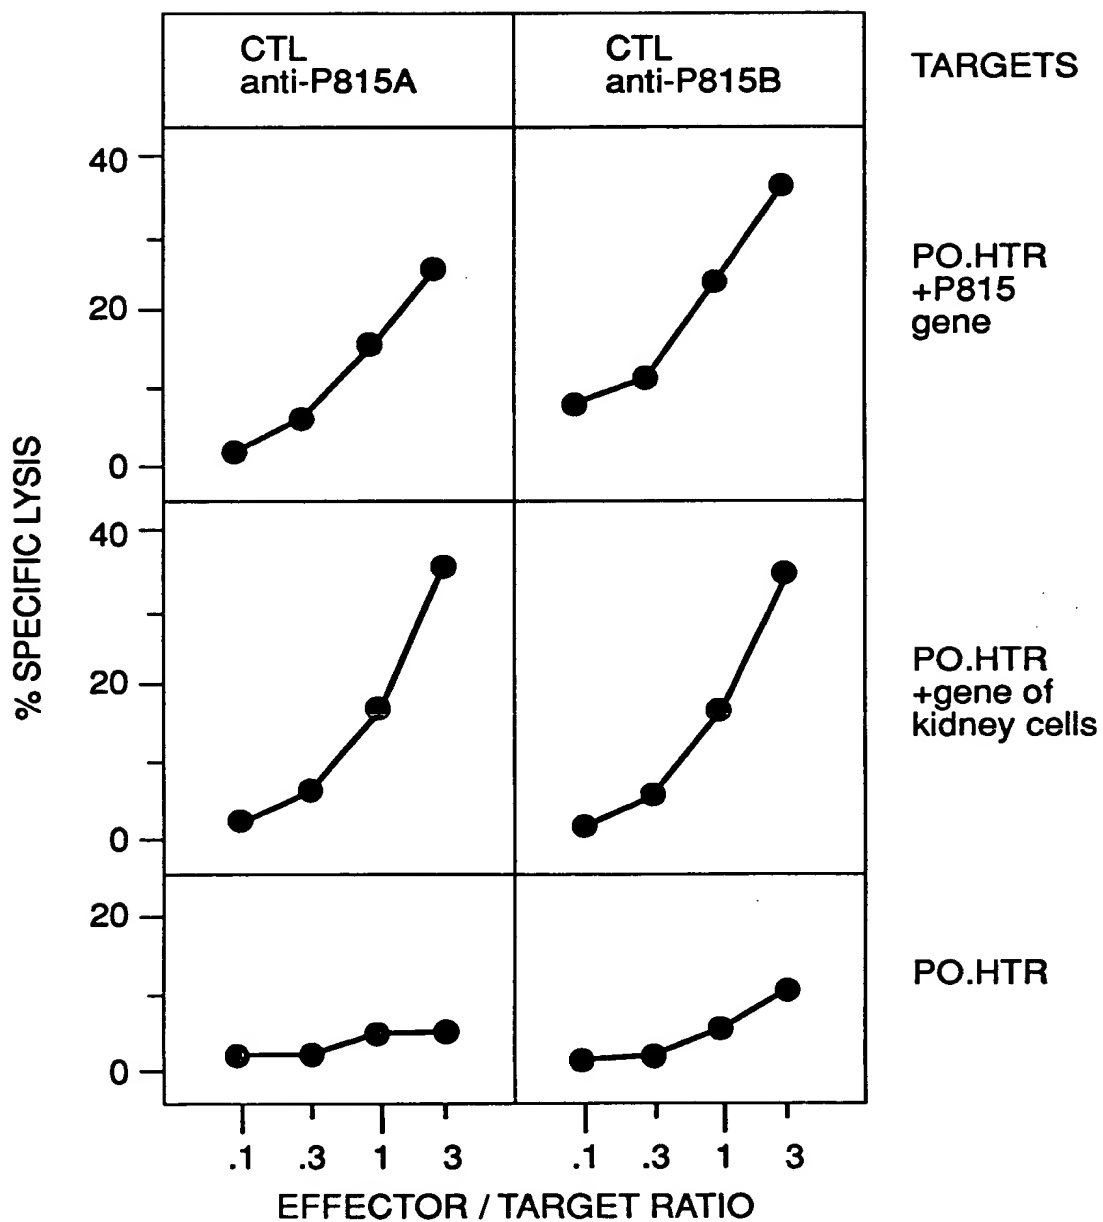 CTL
anti-P815A
CTL
anti-P815B
TARGETS
40
20
0
PO.HTR
+P815
gene
% SPECIFIC LYSIS
40
20
0
PO.HTR
+gene of
kidney cells
20
0
PO.HTR
.1 .3 1 3 .1 .3 1 3
EFFECTOR / TARGET RATIO